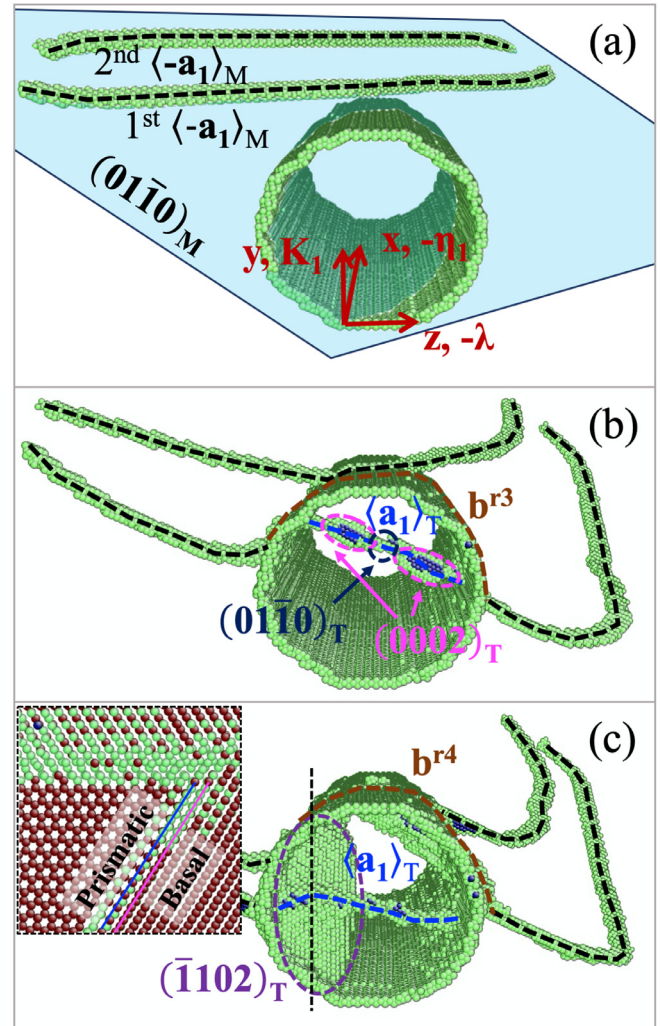 (a)
2nd ⟨-a₁⟩M
1st ⟨-a₁⟩M
(011̄0)M
y, K₁
x, -η₁
z, -λ
(b)
bʳ³
⟨a₁⟩T
(011̄0)T
(0002)T
(c)
bʳ⁴
Prismatic
Basal
⟨a₁⟩T
(1̄102)T